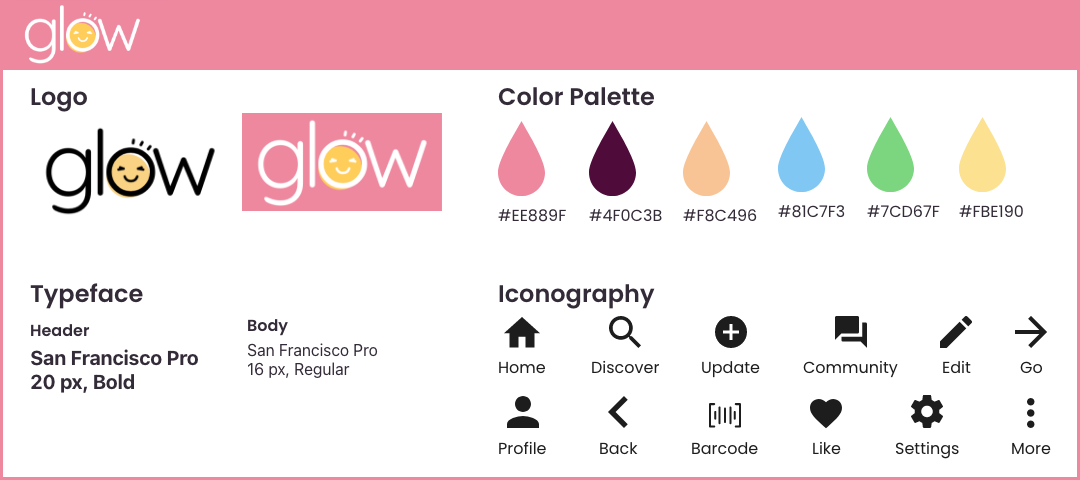 glow
Logo
glow
glow
Color Palette
#EE889F #4F0C3B #F8C496 #81C7F3 #7CD67F #FBE190
Typeface
Header
San Francisco Pro
20 px, Bold
Body
San Francisco Pro
16 px, Regular
Iconography
Home Discover Update Community Edit Go
Profile Back Barcode Like Settings More